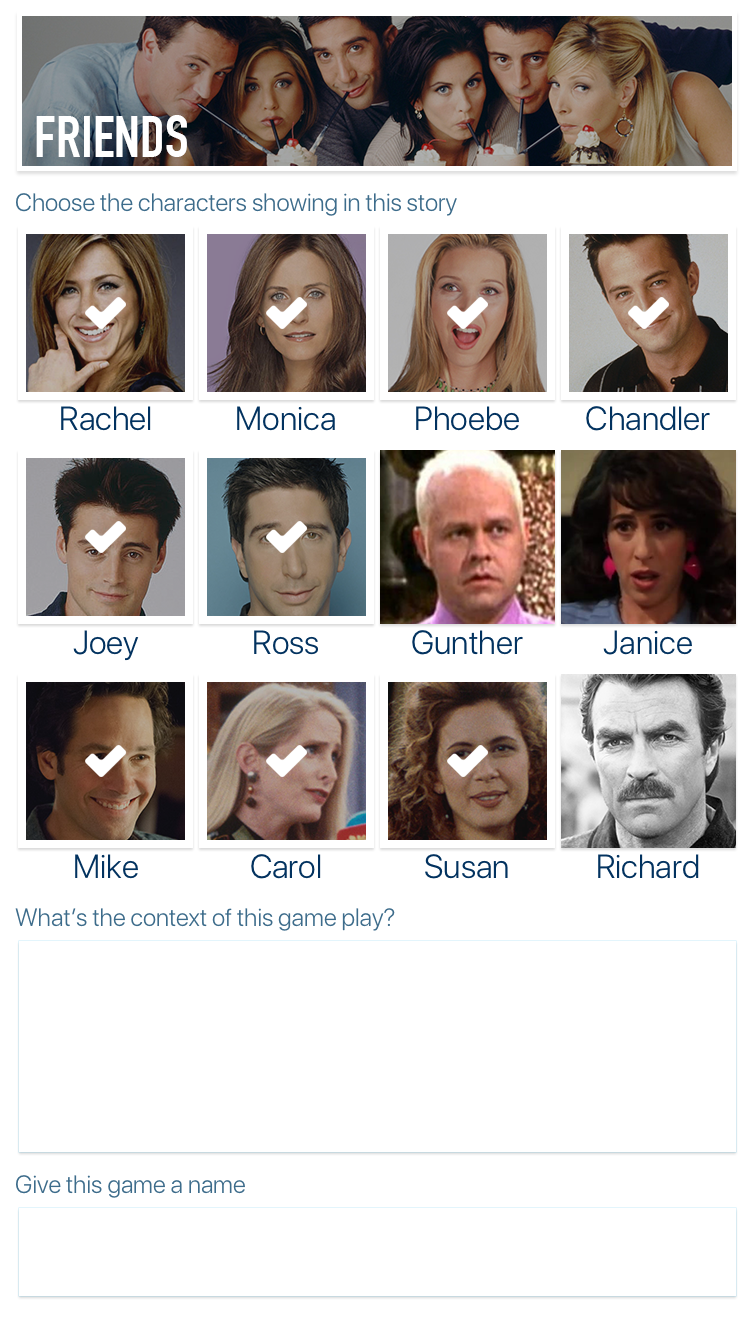 FRIENDS
Choose the characters showing in this story
Rachel Monica Phoebe Chandler
Joey Ross Gunther Janice
Mike Carol Susan Richard
What's the context of this game play?
Give this game a name